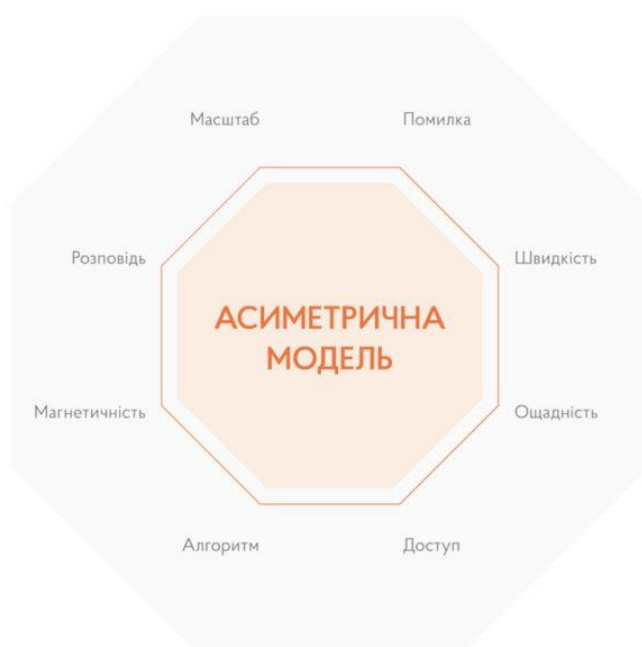 Масштаб
Помилка
Розповідь
Швидкість
АСИМЕТРИЧНА
МОДЕЛЬ
Магнетичність
Ощадність
Алгоритм
Доступ